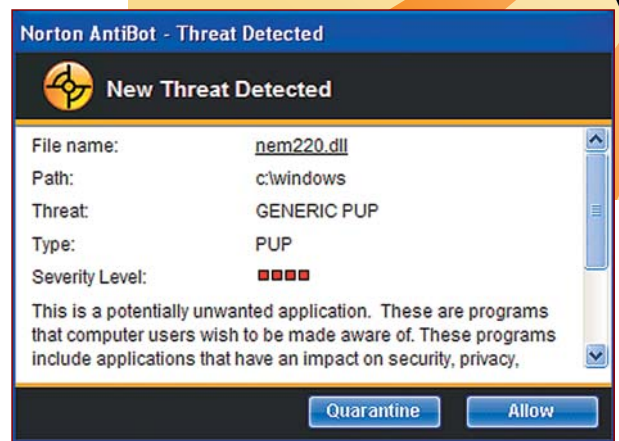 Norton AntiBot - Threat Detected
New Threat Detected
File name: nem220.dll
Path: c:\windows
Threat: GENERIC PUP
Type: PUP
Severity Level:
This is a potentially unwanted application. These are programs
that computer users wish to be made aware of. These programs
include applications that have an impact on security, privacy,
Quarantine Allow